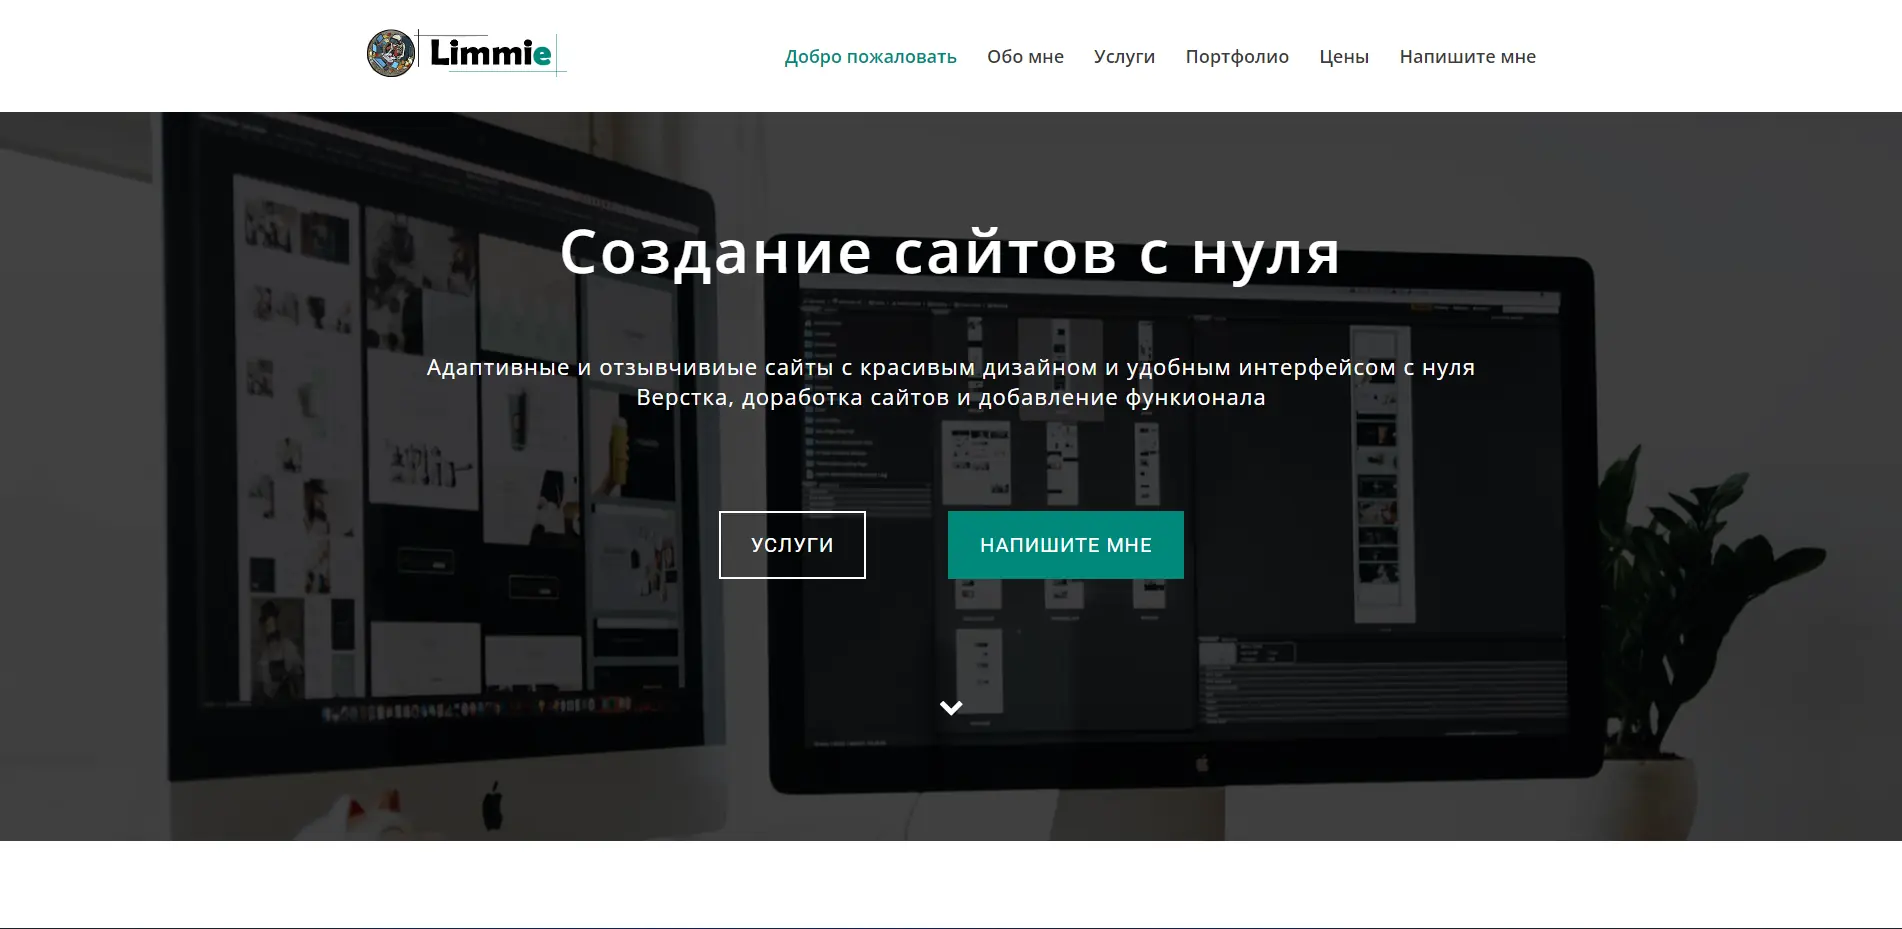 Limmie
Добро пожаловать Обо мне Услуги Портфолио Цены Напишите мне
Создание сайтов с нуля
Адаптивные и отзывчивиые сайты с красивым дизайном и удобным интерфейсом с нуля
Верстка, доработка сайтов и добавление функионала
УСЛУГИ
НАПИШИТЕ МНЕ